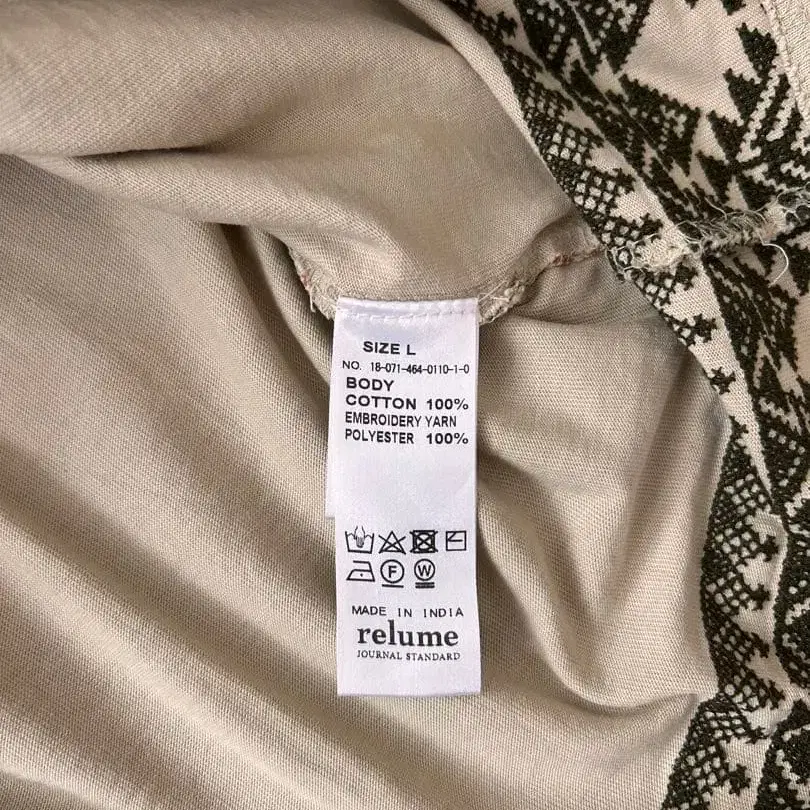 SIZE L
NO. 18-071-464-0110-1-0
BODY
COTTON 100%
EMBROIDERY YARN
POLYESTER 100%
F
W
MADE IN INDIA
relume
JOURNAL STANDARD